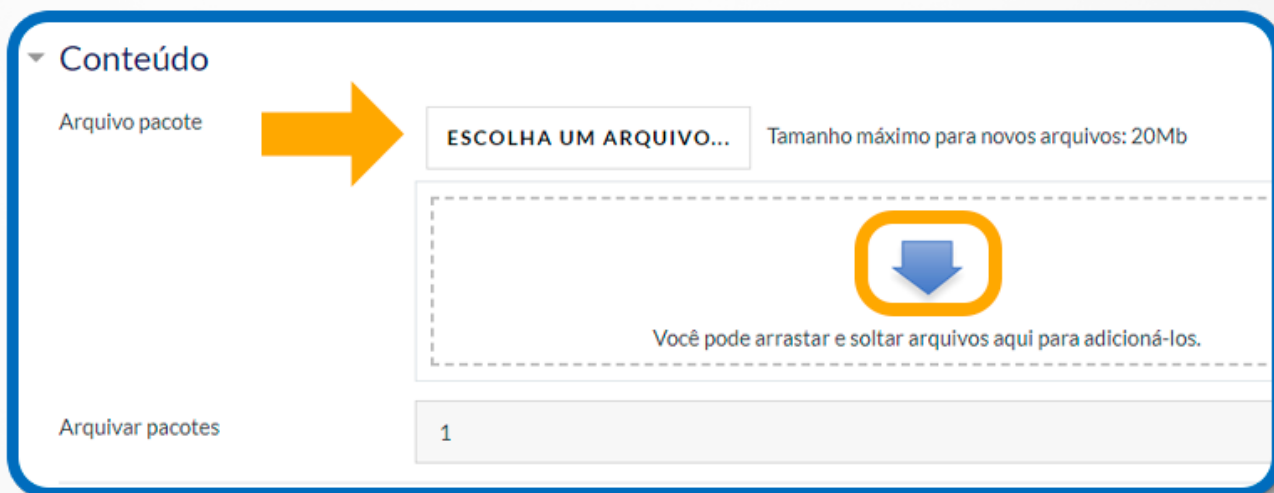 Conteúdo
Arquivo pacote
ESCOLHA UM ARQUIVO...
Tamanho máximo para novos arquivos: 20Mb
Você pode arrastar e soltar arquivos aqui para adicioná-los.
Arquivar pacotes
1